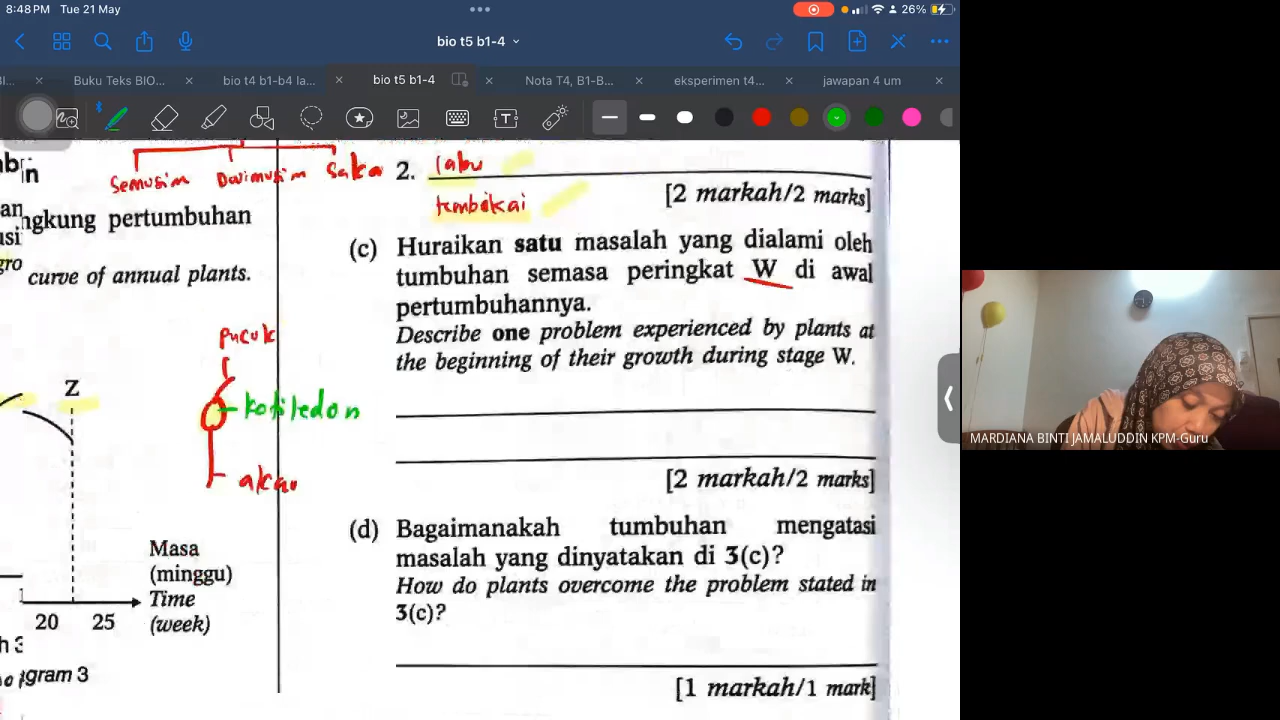 8:48 PM Tue 21 May
26%
bio t5 b1-4
Buku Teks BIO...
bio t4 b1-b4 la...
bio t5 b1-4
Nota T4, B1-B...
eksperimen t4...
jawapan 4 um
Semusim Dwimusim Saka
ngkung pertumbuhan
curve of annual plants.
pucuk
kotiledon
akar
Z
Masa
(minggu)
Time
(week)
20 25
gram 3
2. labu
tembikai
[2 markah/2 marks]
(c) Huraikan satu masalah yang dialami oleh
tumbuhan semasa peringkat W di awal
pertumbuhannya.
Describe one problem experienced by plants at
the beginning of their growth during stage W.
[2 markah/2 marks]
(d) Bagaimanakah tumbuhan mengatasi
masalah yang dinyatakan di 3(c)?
How do plants overcome the problem stated in
3(c)?
[1 markah/1 mark]
MARDIANA BINTI JAMALUDDIN KPM-Guru